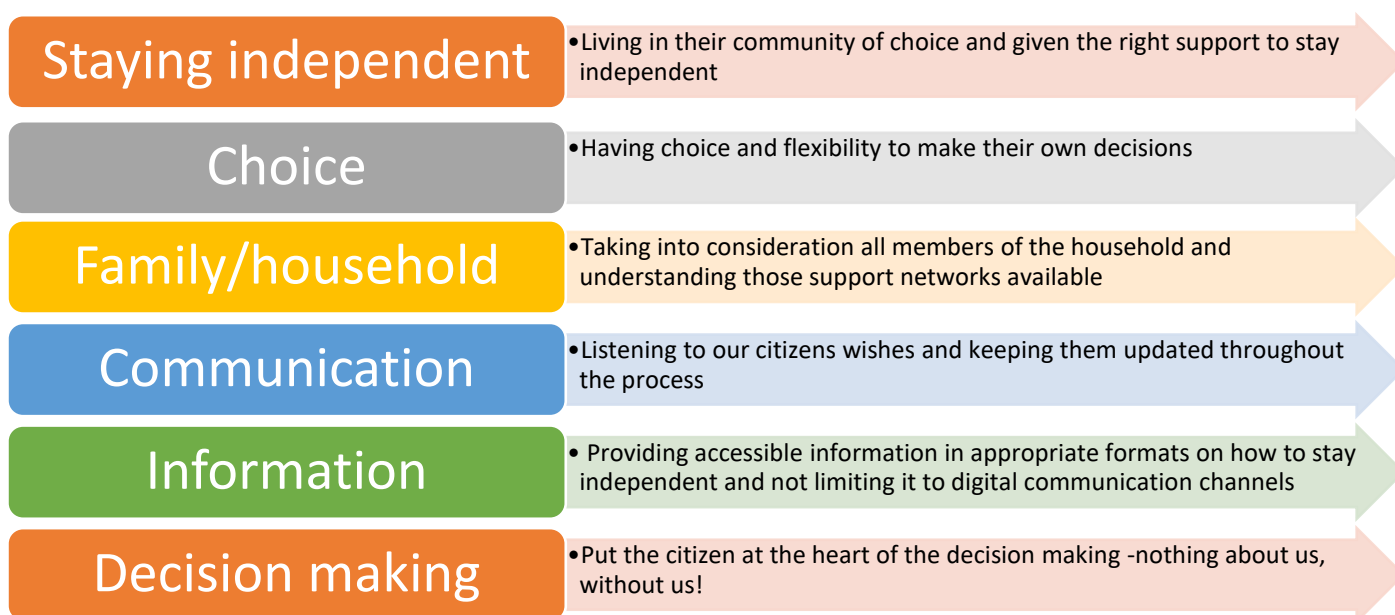 Staying independent
•Living in their community of choice and given the right support to stay
independent
Choice
•Having choice and flexibility to make their own decisions
Family/household
•Taking into consideration all members of the household and
understanding those support networks available
Communication
•Listening to our citizens wishes and keeping them updated throughout
the process
Information
• Providing accessible information in appropriate formats on how to stay
independent and not limiting it to digital communication channels
Decision making
•Put the citizen at the heart of the decision making -nothing about us,
without us!